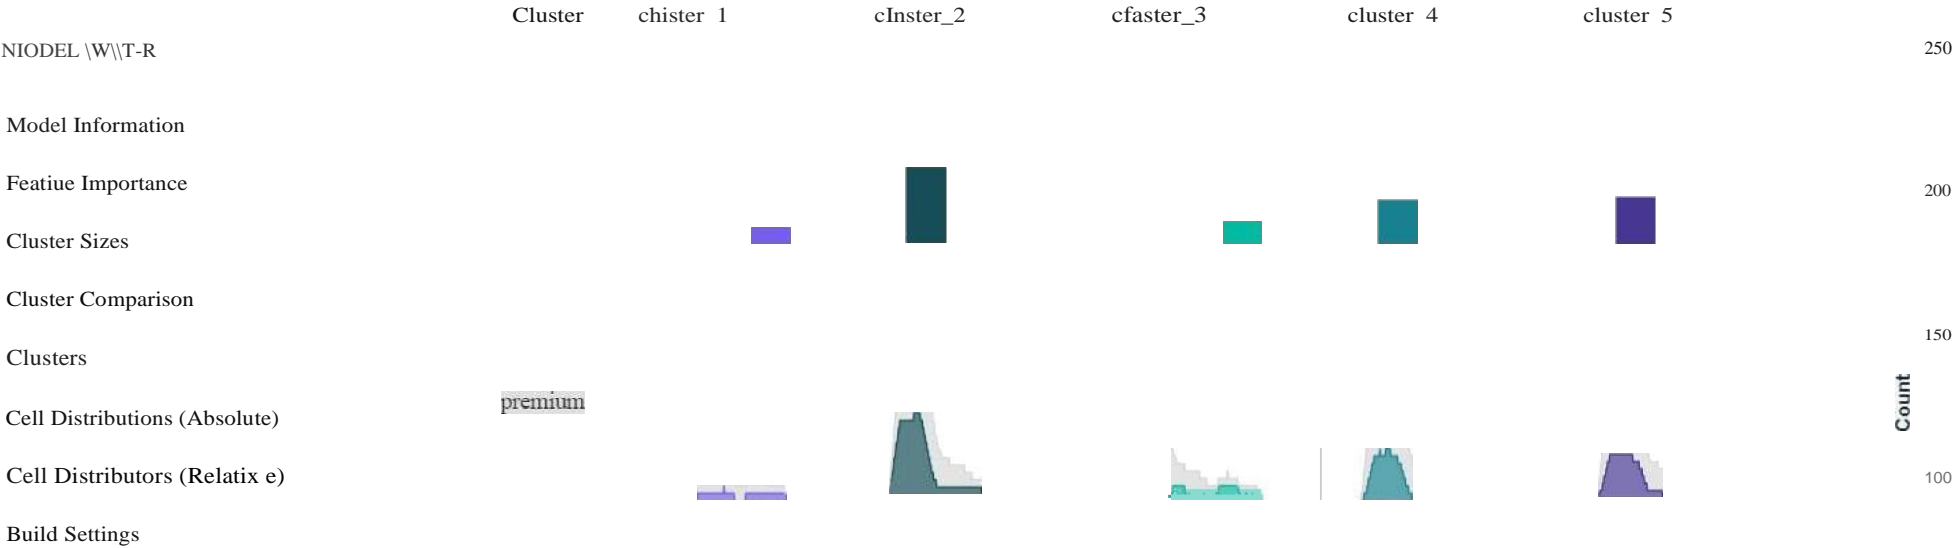 Cluster chister 1 cInster_2 cfaster_3 cluster 4 cluster 5
NIODEL \W\\T-R
250
Model Information
Featiue Importance
200
Cluster Sizes
Cluster Comparison
150
Clusters
premium
Count
Cell Distributions (Absolute)
Cell Distributors (Relatix e)
100
Build Settings